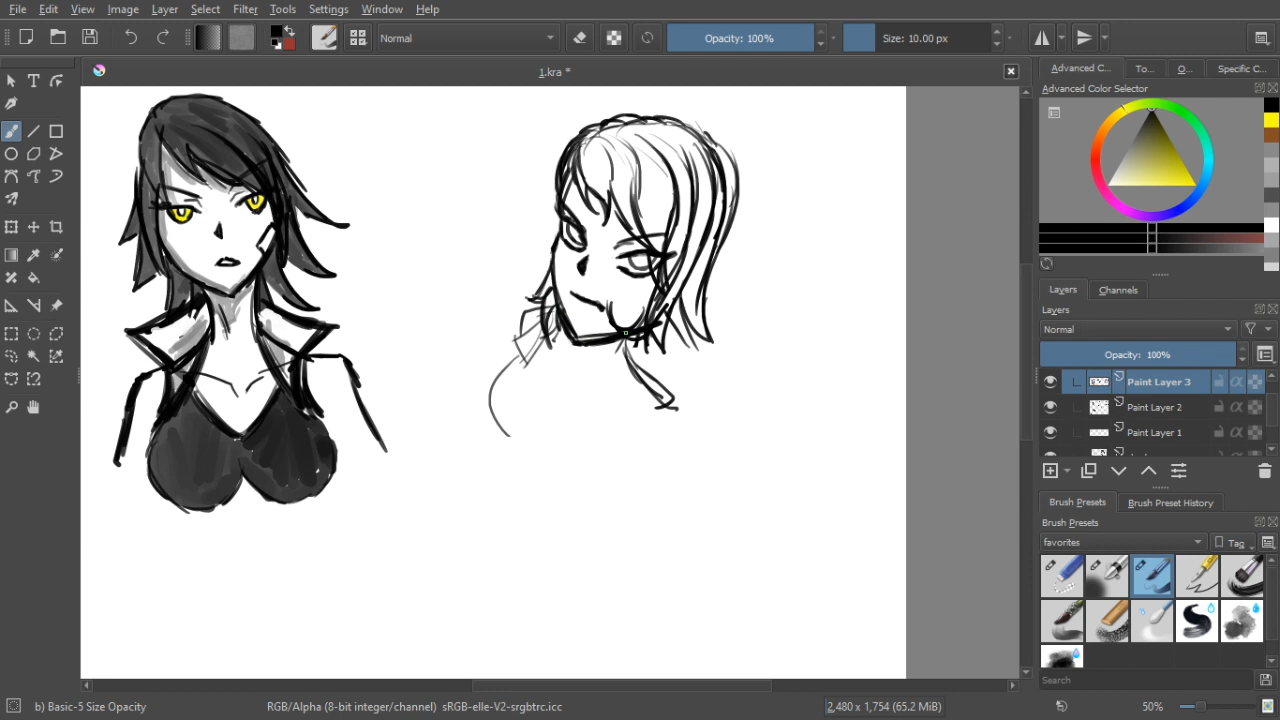 File Edit View Image Layer Select Filter Tools Settings Window Help
Normal Opacity: 100% Size: 10.00 px
1.kra *
Advanced C... To... O... Specific C...
Advanced Color Selector
Layers Channels
Layers
Normal
Opacity: 100%
Paint Layer 3
Paint Layer 2
Paint Layer 1
Brush Presets Brush Preset History
Brush Presets
favorites Tag
Search
b) Basic-5 Size Opacity RGB/Alpha (8-bit integer/channel) sRGB-elle-V2-srgbtrc.icc 2,480 x 1,754 (65.2 MiB) 50%